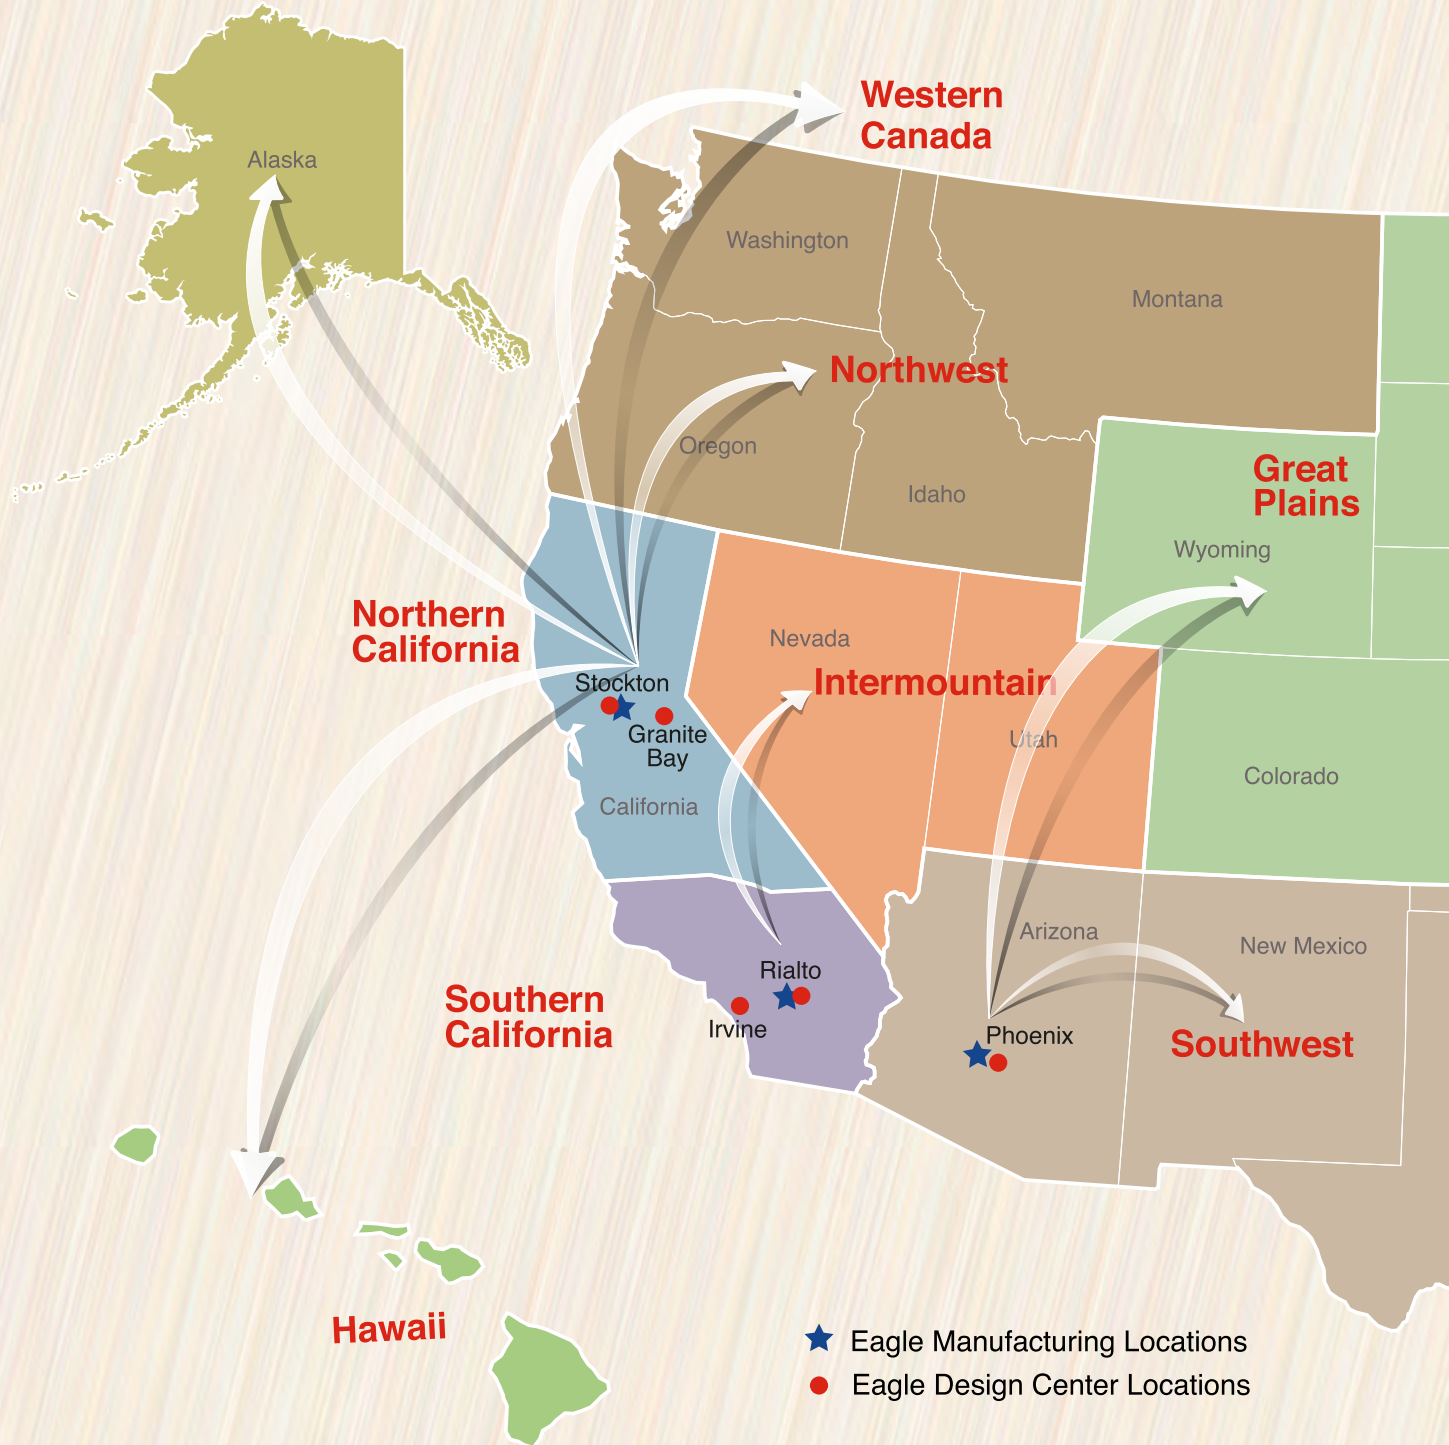 Western
Canada
Alaska
Washington
Montana
Northwest
Oregon
Idaho
Great
Plains
Wyoming
Northern
California
Nevada
Intermountain
Stockton
Granite
Bay
Utah
Colorado
California
Arizona
New Mexico
Rialto
Southern
California
Irvine
Phoenix
Southwest
Hawaii
Eagle Manufacturing Locations
Eagle Design Center Locations